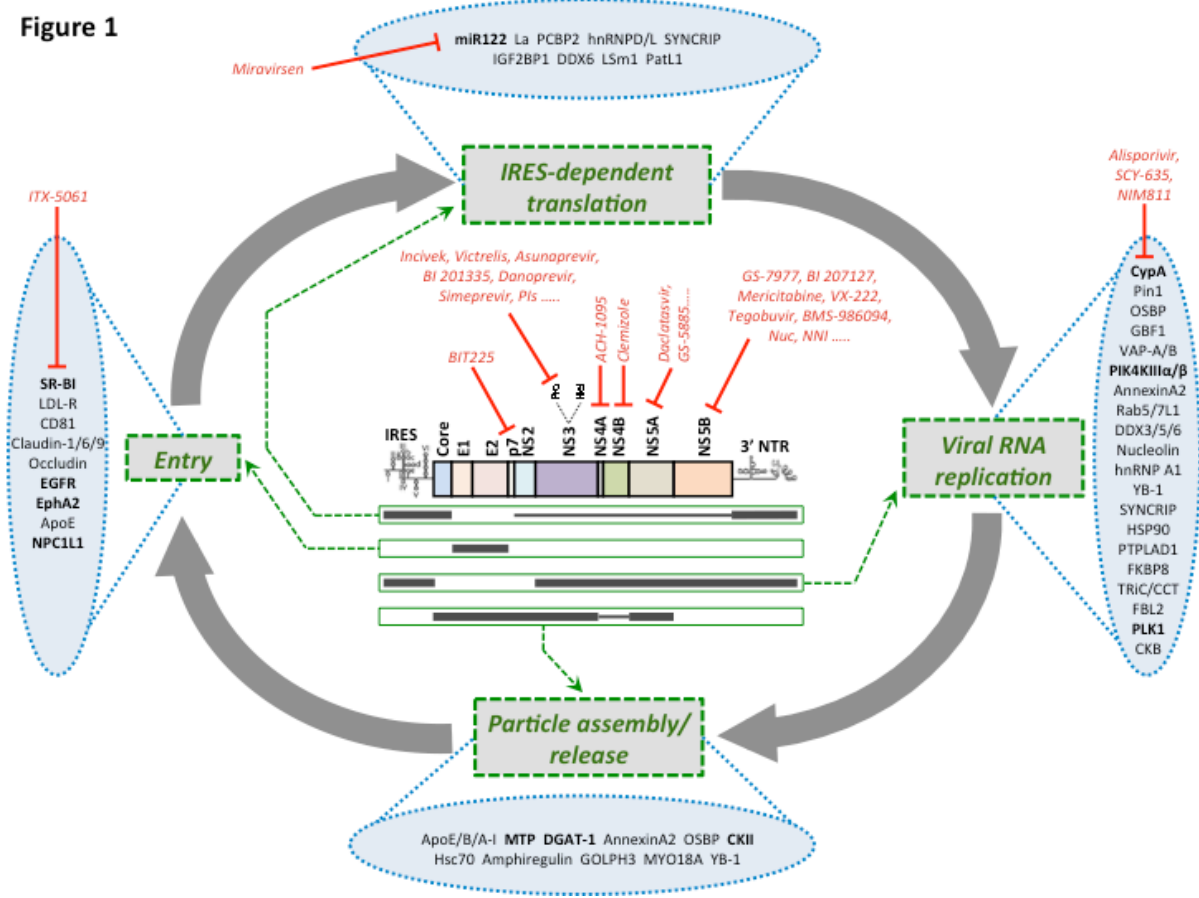 Figure 1
miR122 La PCBP2 hnRNPD/L SYNCRIP
IGF2BP1 DDX6 LSm1 PatL1
Miravirsen
IRES-dependent
translation
Alisporivir,
SCY-635,
NIM811
ITX-5061
Incivek, Victrelis, Asunaprevir,
BI 201335, Danoprevir,
Simeprevir, PIs .....
GS-7977, BI 207127,
Mericitabine, VX-222,
Tegobuvir, BMS-986094,
Nuc, NNI .....
BIT225
ACH-1095
Clemizole
Daclatasvir,
GS-5885.....
SR-BI
LDL-R
CD81
Claudin-1/6/9
Occludin
EGFR
EphA2
ApoE
NPC1L1
Entry
IRES
Core
E1
E2
p7
NS2
NS3
NS4A
NS4B
NS5A
NS5B
3' NTR
Viral RNA
replication
CypA
Pin1
OSBP
GBF1
VAP-A/B
PIK4KIIIα/β
AnnexinA2
Rab5/7L1
DDX3/5/6
Nucleolin
hnRNP A1
YB-1
SYNCRIP
HSP90
PTPLAD1
FKBP8
TRiC/CCT
FBL2
PLK1
CKB
Particle assembly/
release
ApoE/B/A-I MTP DGAT-1 AnnexinA2 OSBP CKII
Hsc70 Amphiregulin GOLPH3 MYO18A YB-1